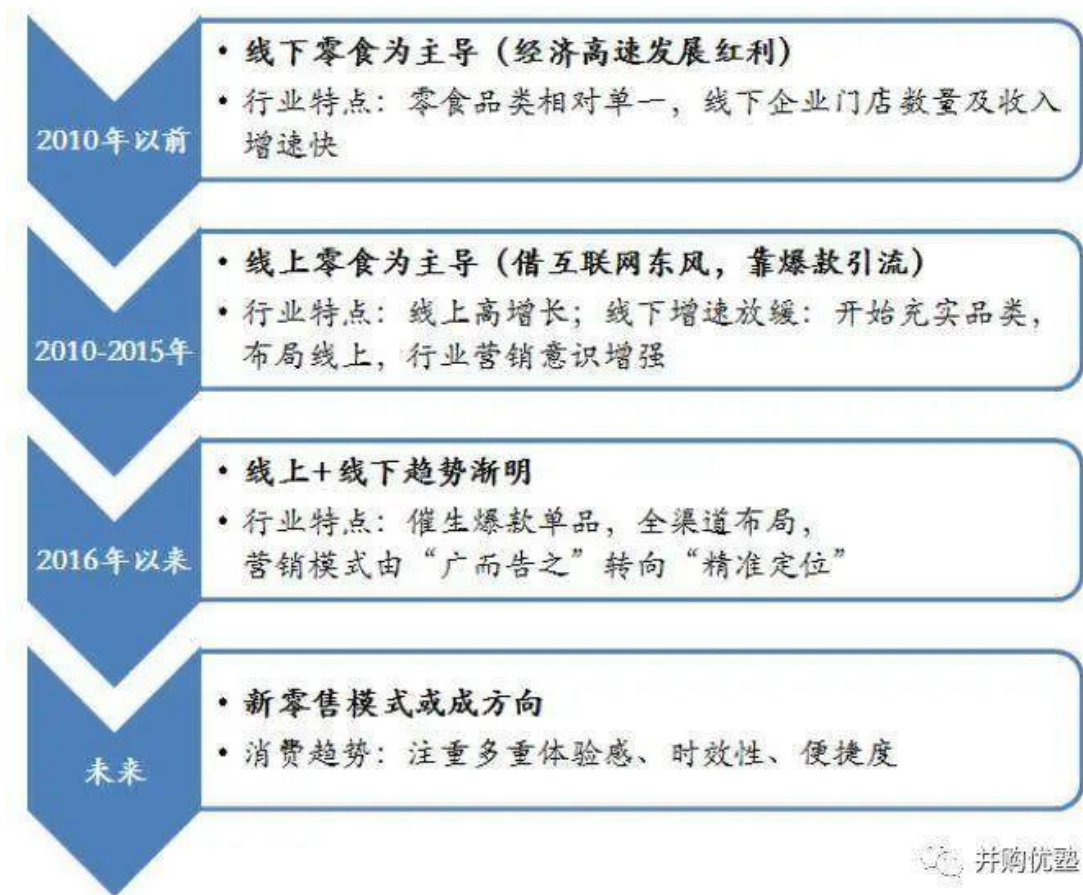 2010年以前
• 线下零食为主导（经济高速发展红利）
• 行业特点：零食品类相对单一，线下企业门店数量及收入
增速快
2010-2015年
• 线上零食为主导（借互联网东风，靠爆款引流）
• 行业特点：线上高增长；线下增速放缓：开始充实品类，
布局线上，行业营销意识增强
2016年以来
• 线上+线下趋势渐明
• 行业特点：催生爆款单品，全渠道布局，
营销模式由“广而告之”转向“精准定位”
未来
• 新零售模式或成方向
• 消费趋势：注重多重体验感、时效性、便捷度
并购优塾